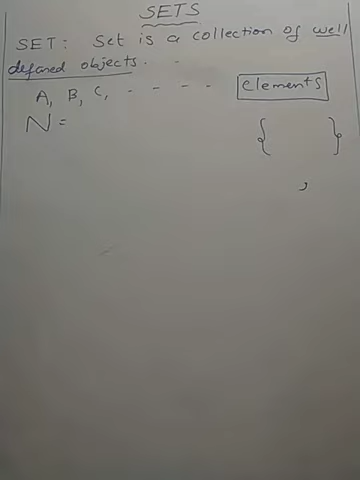 SETS
SET: Set is a collection of well
defined objects.
A, B, C, - - - - elements
N = { }
,